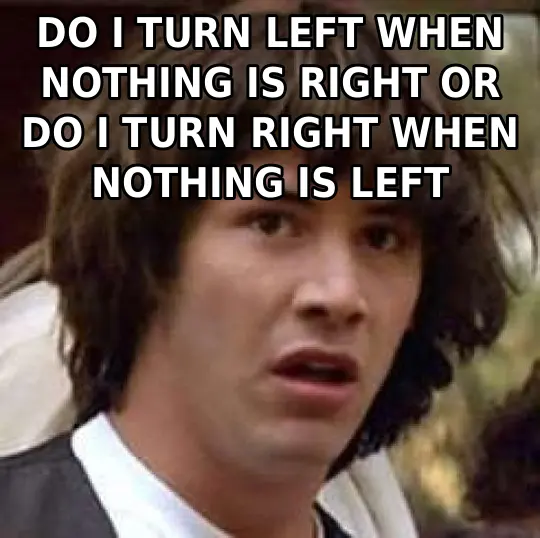 DO I TURN LEFT WHEN
NOTHING IS RIGHT OR
DO I TURN RIGHT WHEN
NOTHING IS LEFT